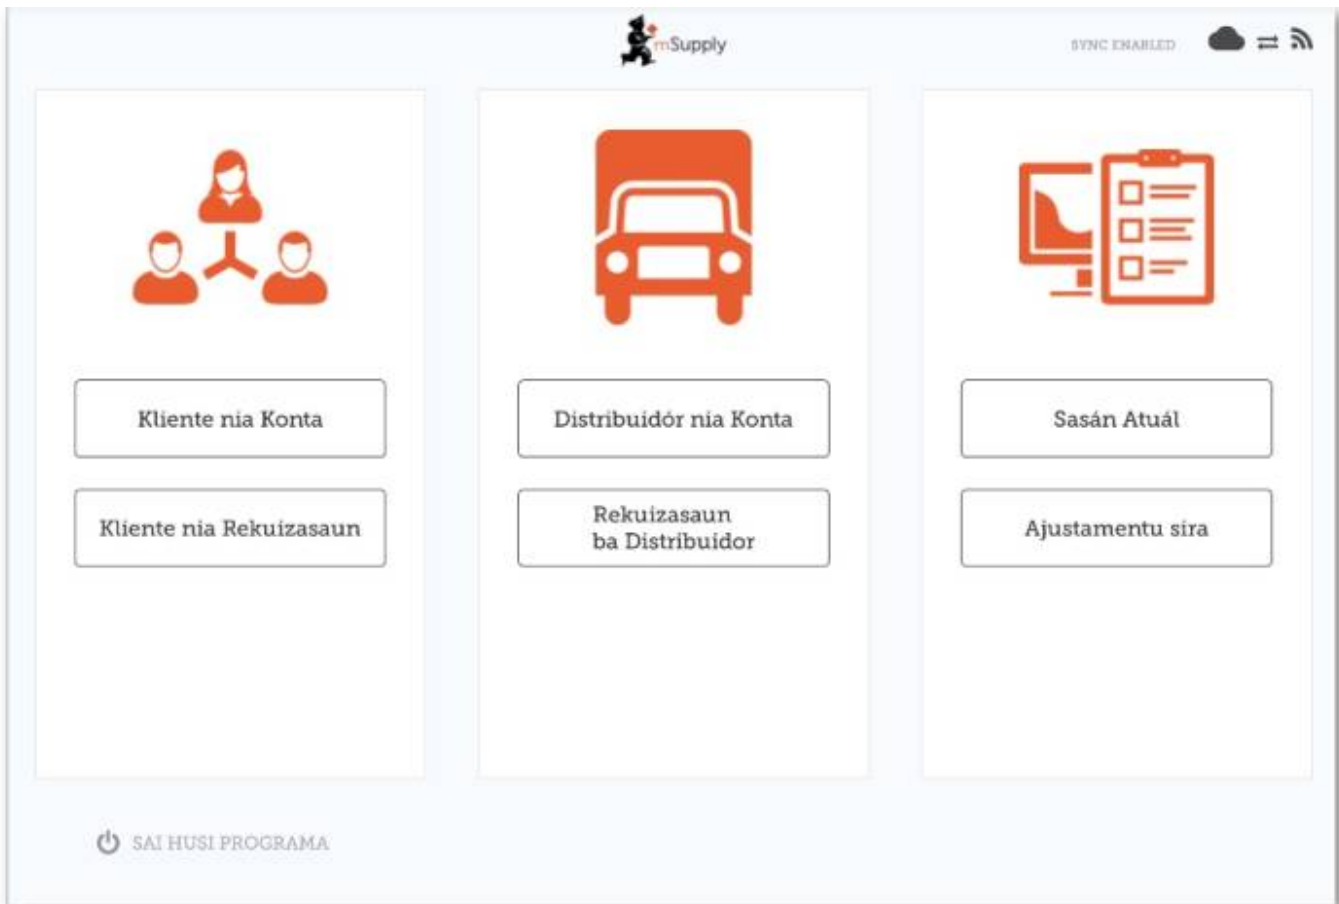 mSupply
SYNC ENABLED
Kliente nia Konta
Kliente nia Rekuizasaun
Distribuidór nia Konta
Rekuizasaun
ba Distribuidor
Sasán Atuál
Ajustamentu sira
SAI HUSI PROGRAMA